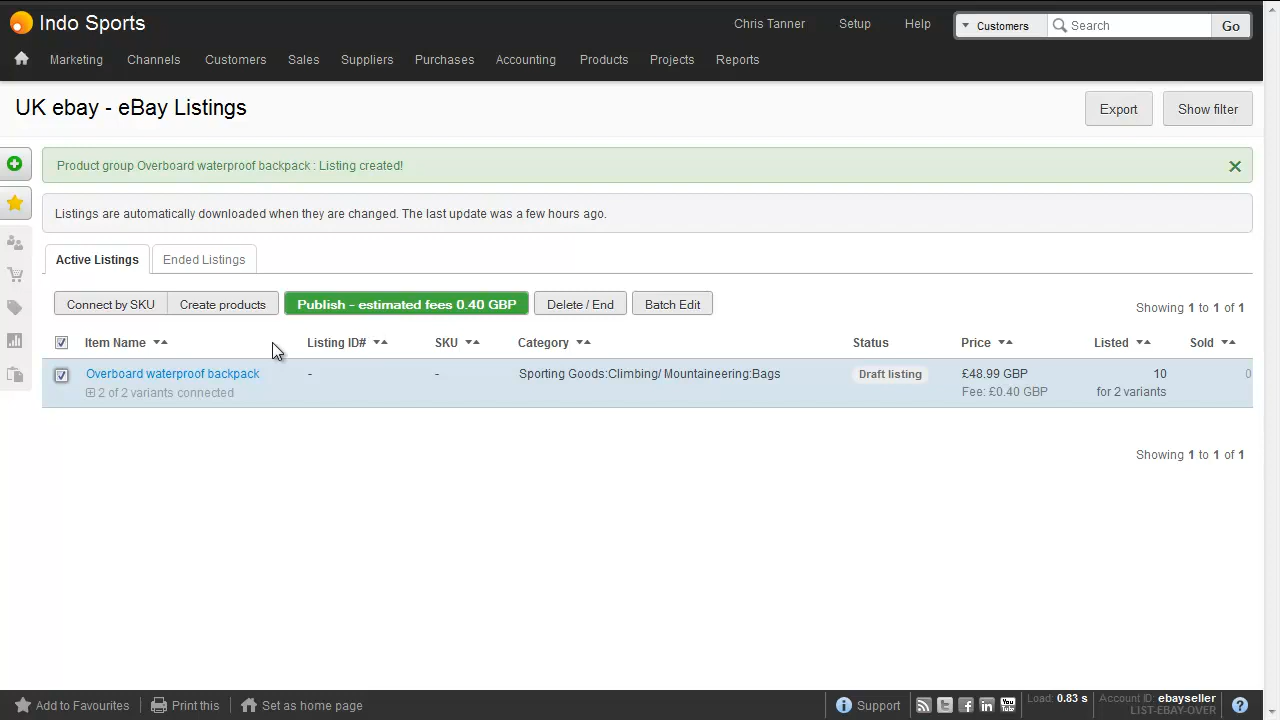 Indo Sports
Chris Tanner Setup Help Customers Search Go
Marketing Channels Customers Sales Suppliers Purchases Accounting Products Projects Reports
UK ebay - eBay Listings
Export Show filter
Product group Overboard waterproof backpack : Listing created!
Listings are automatically downloaded when they are changed. The last update was a few hours ago.
Active Listings Ended Listings
Connect by SKU Create products Publish - estimated fees 0.40 GBP Delete / End Batch Edit Showing 1 to 1 of 1
Item Name Listing ID# SKU Category Status Price Listed Sold
Overboard waterproof backpack - - Sporting Goods:Climbing/ Mountaineering:Bags Draft listing £48.99 GBP 10 0
2 of 2 variants connected Fee: £0.40 GBP for 2 variants
Showing 1 to 1 of 1
Add to Favourites Print this Set as home page Support You Tube Load: 0.83 s Account ID: ebayseller
LIST-EBAY-OVER